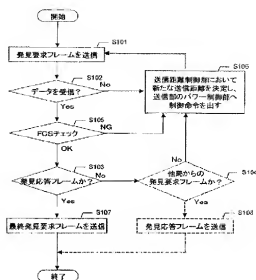 開始
S101
発見要求フレームを送信
S102
データを受信?
No
Yes
S105
FCSチェック
NG
OK
S106
送信距離制御部において
新たな送信距離を決定し、
送信部のパワー制御部へ
制御命令を出す
S103
発見応答フレームか?
No
Yes
S104
他局からの
発見要求フレームか?
No
Yes
S107
最終発見要求フレームを送信
S108
発見応答フレームを送信
終了